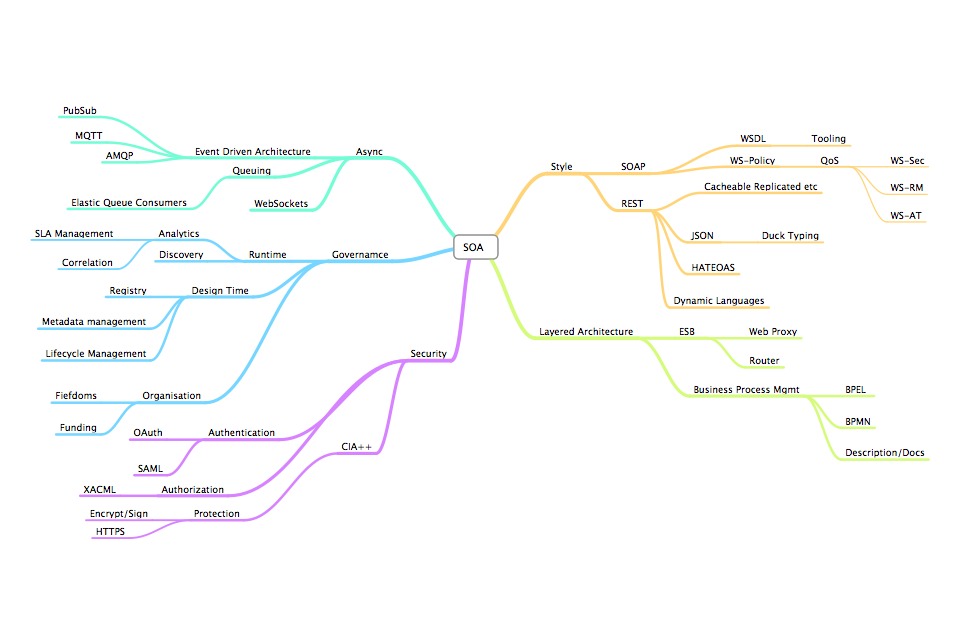 SOA
Async
Event Driven Architecture
PubSub
MQTT
AMQP
Queuing
Elastic Queue Consumers
WebSockets
Governamce
Runtime
Analytics
SLA Management
Correlation
Discovery
Design Time
Registry
Metadata management
Lifecycle Management
Organisation
Fiefdoms
Funding
Security
Authentication
OAuth
SAML
Authorization
XACML
CIA++
Protection
Encrypt/Sign
HTTPS
Style
SOAP
WSDL
Tooling
WS-Policy
QoS
WS-Sec
WS-RM
WS-AT
REST
Cacheable Replicated etc
JSON
Duck Typing
HATEOAS
Dynamic Languages
Layered Architecture
ESB
Web Proxy
Router
Business Process Mgmt
BPEL
BPMN
Description/Docs